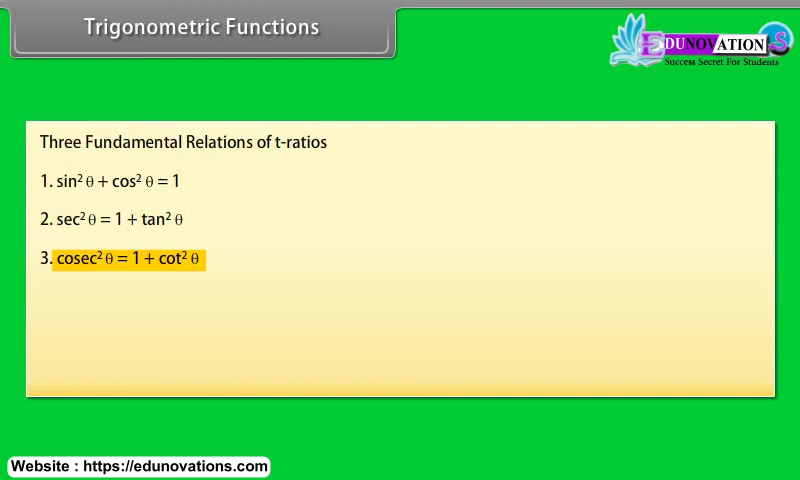 Trigonometric Functions
EDUNOVATION S
Success Secret For Students
Three Fundamental Relations of t-ratios
1. sin² θ + cos² θ = 1
2. sec² θ = 1 + tan² θ
3. cosec² θ = 1 + cot² θ
Website : https://edunovations.com